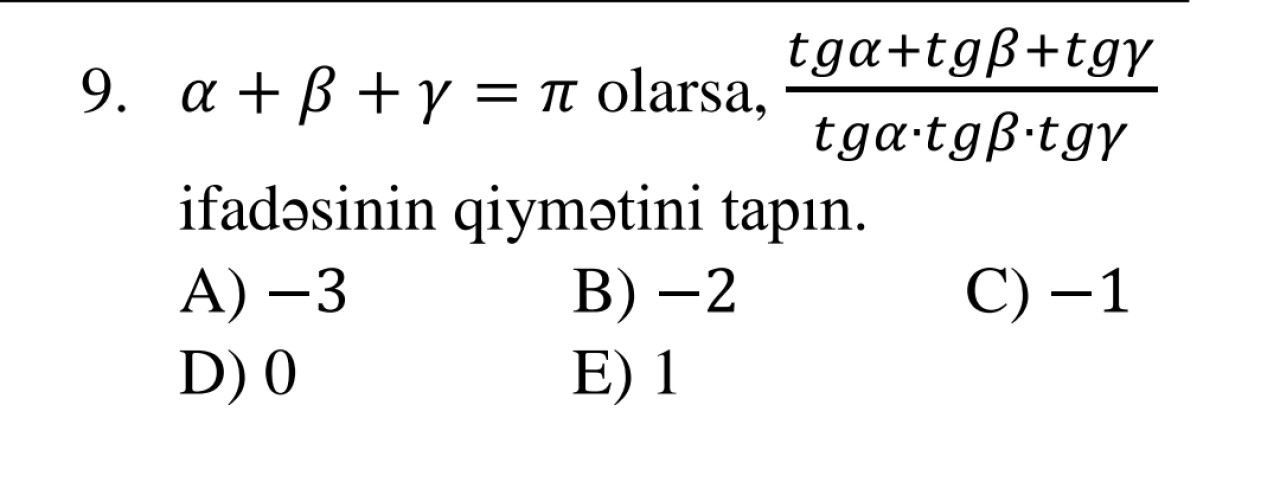 9. α + β + γ = π olarsa, (tgα+tgβ+tgγ)/(tgα·tgβ·tgγ)
ifadəsinin qiymətini tapın.
A) −3 B) −2 C) −1
D) 0 E) 1